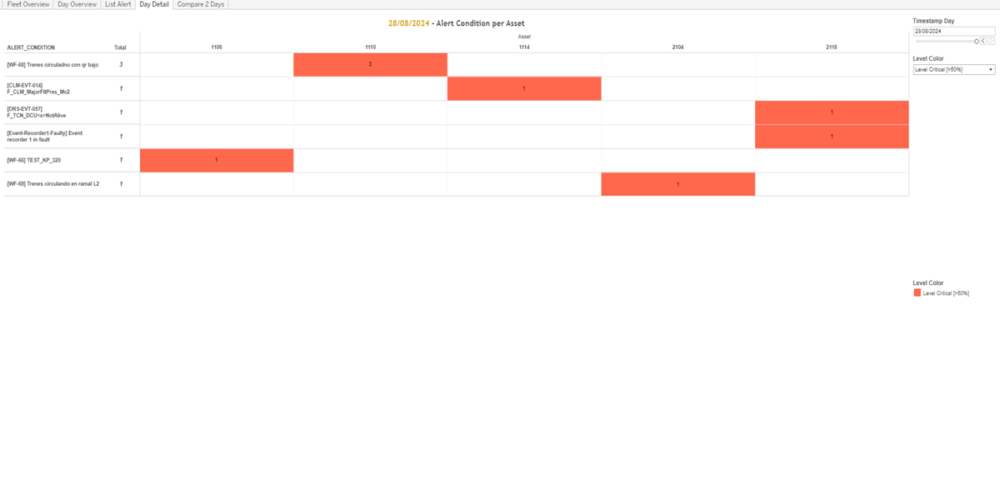 Fleet Overview Day Overview List Alert Day Detail Compare 2 Days
28/08/2024 - Alert Condition per Asset
Asset
ALERT_CONDITION Total 1106 1110 1114 2104 2118
[WF-68] Trenes circuladno con qr bajo 3 3
[CLM-EVT-014]
F_CLM_MajorFltPres_Mc2 1 1
[DRS-EVT-057]
F_TCN_DCU<x>NotAlive 1 1
[Event-Recorder1-Faulty] Event
recorder 1 in fault 1 1
[WF-66] TEST_KP_320 1 1
[WF-69] Trenes circulando en ramal L2 1 1
Timestamp Day
28/08/2024
Level Color
Level Critical [>50%]
Level Color
Level Critical [>50%]